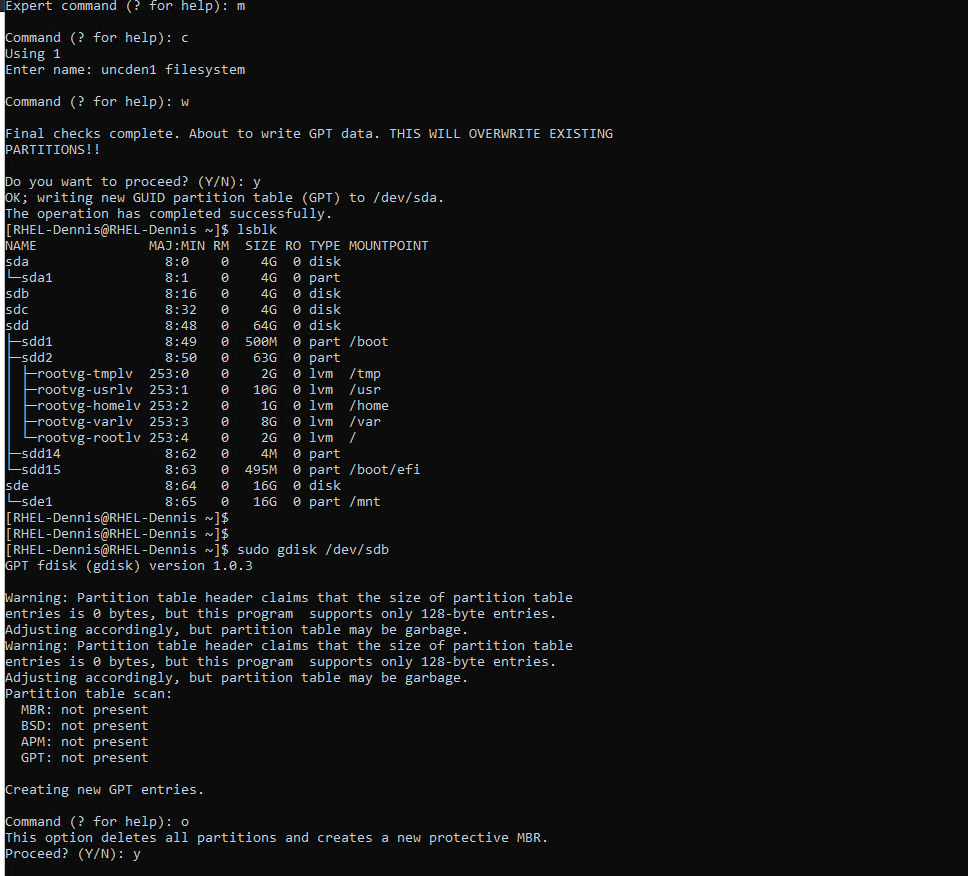 Expert command (? for help): m
Command (? for help): c
Using 1
Enter name: uncden1 filesystem
Command (? for help): w
Final checks complete. About to write GPT data. THIS WILL OVERWRITE EXISTING
PARTITIONS!!
Do you want to proceed? (Y/N): y
OK; writing new GUID partition table (GPT) to /dev/sda.
The operation has completed successfully.
[RHEL-Dennis@RHEL-Dennis ~]$ lsblk
NAME              MAJ:MIN RM  SIZE RO TYPE MOUNTPOINT
sda                 8:0    0    4G  0 disk
└─sda1              8:1    0    4G  0 part
sdb                 8:16   0    4G  0 disk
sdc                 8:32   0    4G  0 disk
sdd                 8:48   0   64G  0 disk
├─sdd1              8:49   0  500M  0 part /boot
├─sdd2              8:50   0   63G  0 part
│ ├─rootvg-tmplv  253:0    0    2G  0 lvm  /tmp
│ ├─rootvg-usrlv  253:1    0   10G  0 lvm  /usr
│ ├─rootvg-homelv 253:2    0    1G  0 lvm  /home
│ ├─rootvg-varlv  253:3    0    8G  0 lvm  /var
│ └─rootvg-rootlv 253:4    0    2G  0 lvm  /
├─sdd14             8:62   0    4M  0 part
└─sdd15             8:63   0  495M  0 part /boot/efi
sde                 8:64   0   16G  0 disk
└─sde1              8:65   0   16G  0 part /mnt
[RHEL-Dennis@RHEL-Dennis ~]$
[RHEL-Dennis@RHEL-Dennis ~]$
[RHEL-Dennis@RHEL-Dennis ~]$ sudo gdisk /dev/sdb
GPT fdisk (gdisk) version 1.0.3
Warning: Partition table header claims that the size of partition table
entries is 0 bytes, but this program  supports only 128-byte entries.
Adjusting accordingly, but partition table may be garbage.
Warning: Partition table header claims that the size of partition table
entries is 0 bytes, but this program  supports only 128-byte entries.
Adjusting accordingly, but partition table may be garbage.
Partition table scan:
  MBR: not present
  BSD: not present
  APM: not present
  GPT: not present
Creating new GPT entries.
Command (? for help): o
This option deletes all partitions and creates a new protective MBR.
Proceed? (Y/N): y